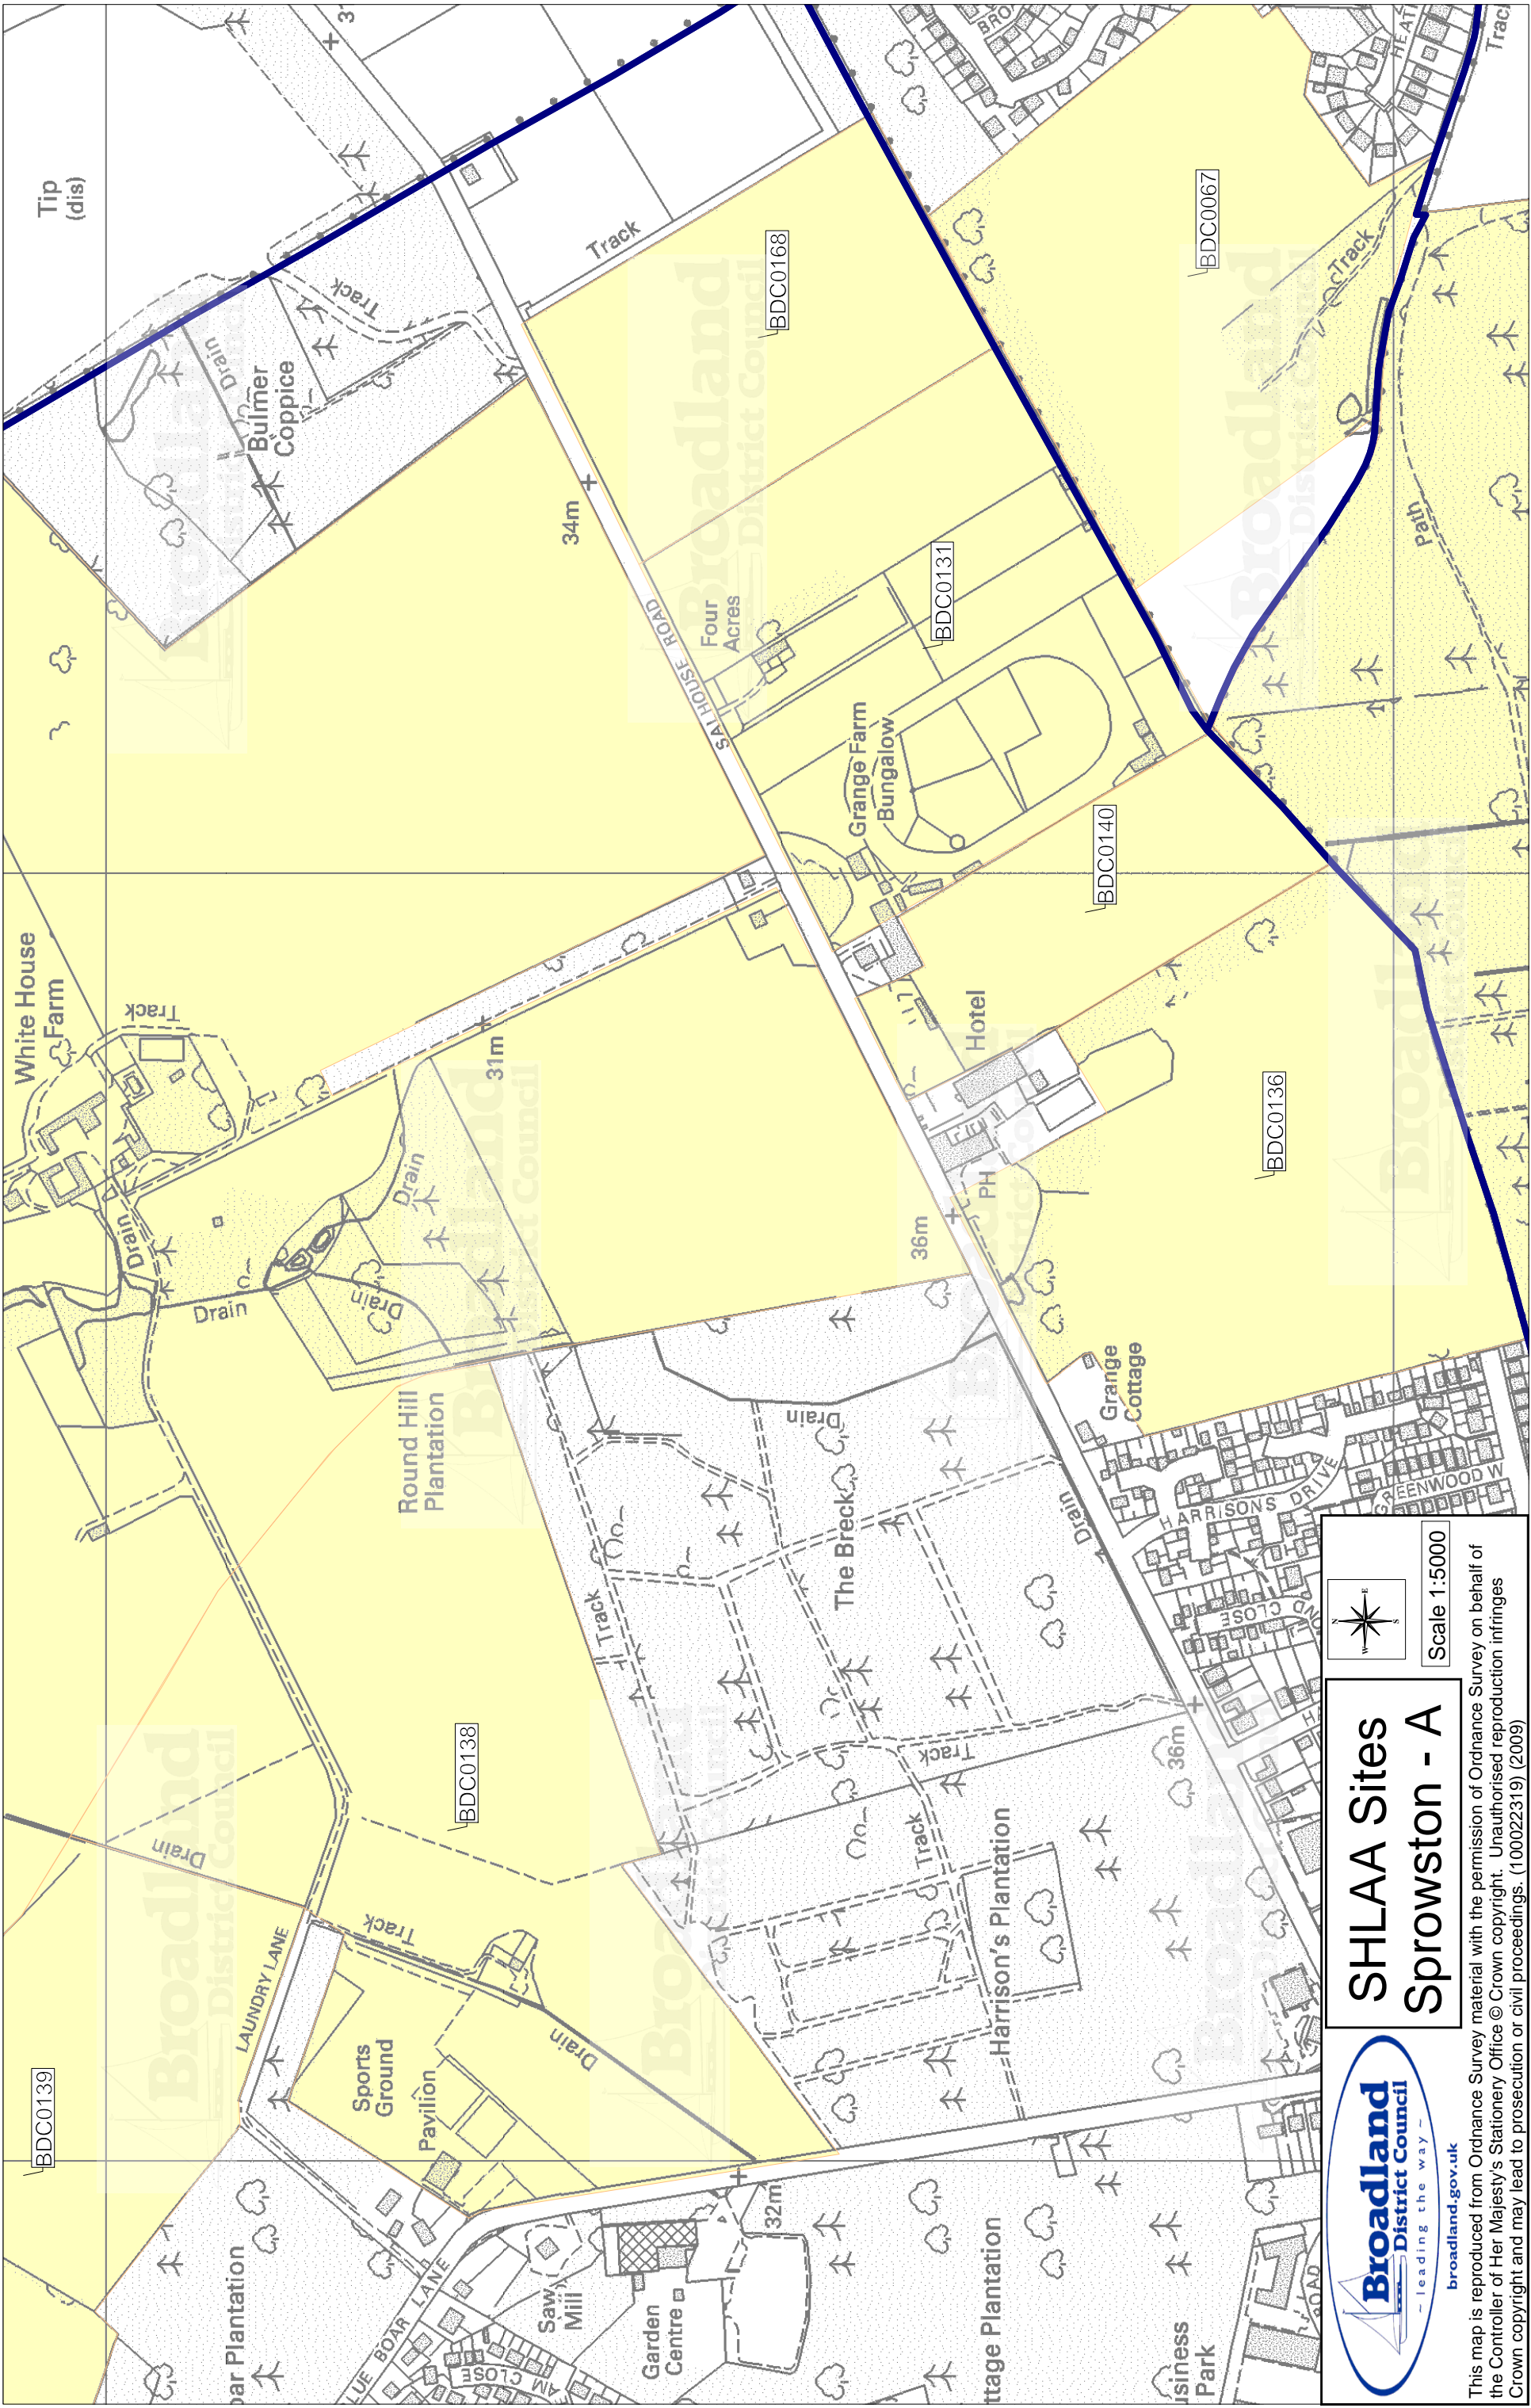 BDC0139
LAUNDRY LANE
Drain
Sports
Ground
Pavilion
Track
Drain
BDC0138
BLUE BOAR LANE
CLOSE
Saw
Mill
Garden
Centre
32m
Park
ROAD
Harrison's Plantation
Track
Track
Track
The Breck
Drain
Drain
36m
CLOSE
HARRISONS DRIVE
Grange
Cottage
Round Hill
Plantation
Drain
Drain
Drain
Drain
White House
Farm
Track
31m
36m
PH
Hotel
BDC0136
BDC0140
Grange Farm
Bungalow
SALHOUSE ROAD
Four
Acres
BDC0131
34m
Bulmer
Coppice
Drain
Track
Tip
(dis)
Track
BDC0168
BDC0067
Track
Path
Track
Broadland
District Council
~ leading the way ~
broadland.gov.uk
SHLAA Sites
Sprowston - A
N
W E
S
Scale 1:5000
This map is reproduced from Ordnance Survey material with the permission of Ordnance Survey on behalf of
the Controller of Her Majesty's Stationery Office © Crown copyright. Unauthorised reproduction infringes
Crown copyright and may lead to prosecution or civil proceedings. (100022319) (2009)